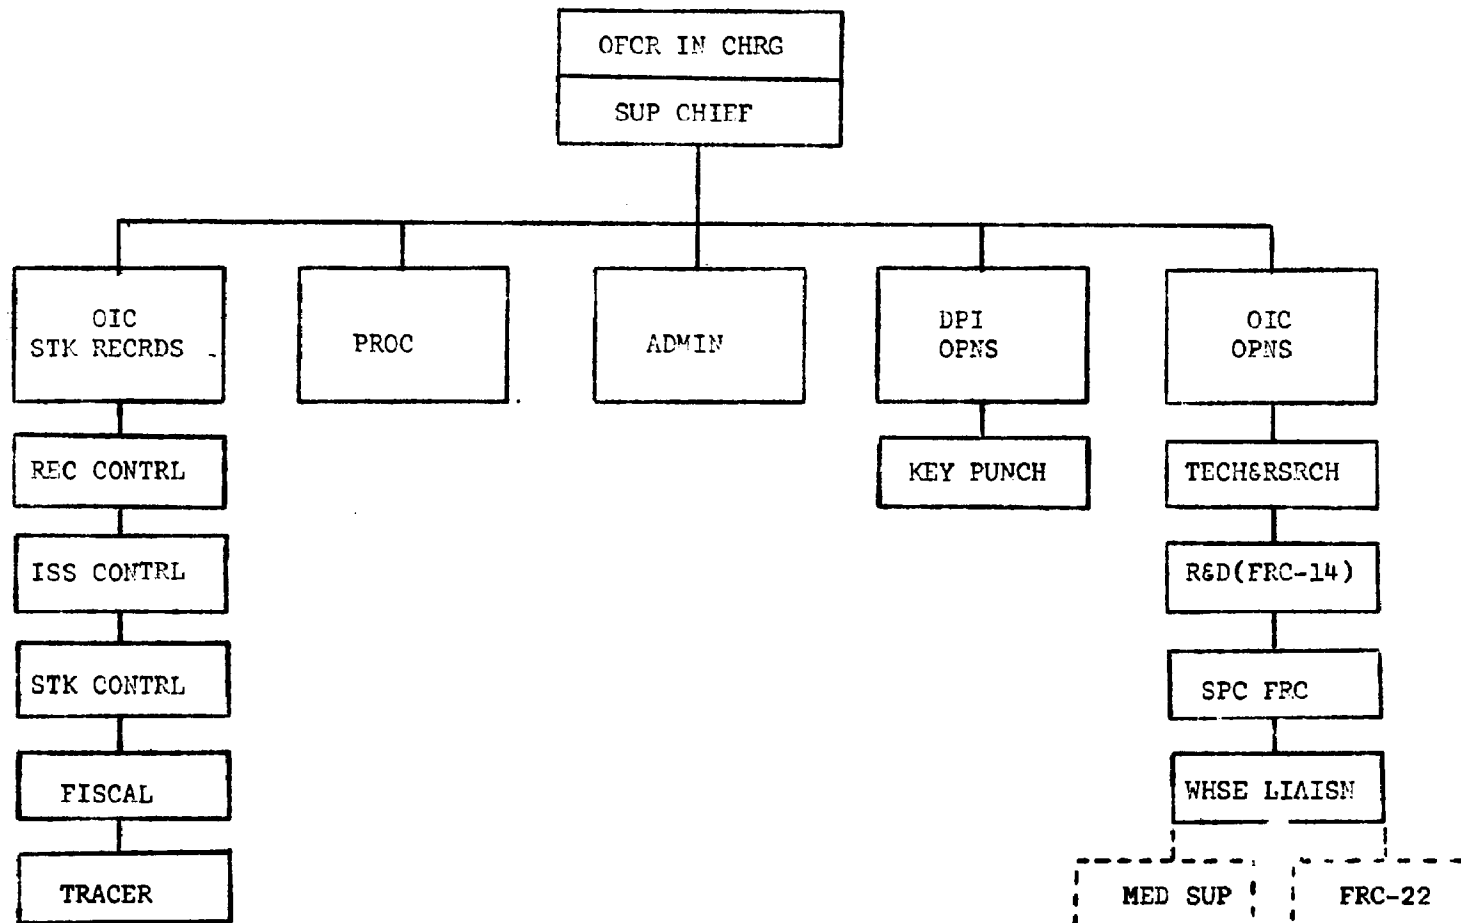 OFCR IN CHRG
SUP CHIEF
OIC
STK RECRDS
PROC
ADMIN
DPI
OPNS
OIC
OPNS
REC CONTRL
KEY PUNCH
TECH&RSRCH
ISS CONTRL
R&D(FRC-14)
STK CONTRL
SPC FRC
FISCAL
WHSE LIAISN
TRACER
MED SUP
FRC-22